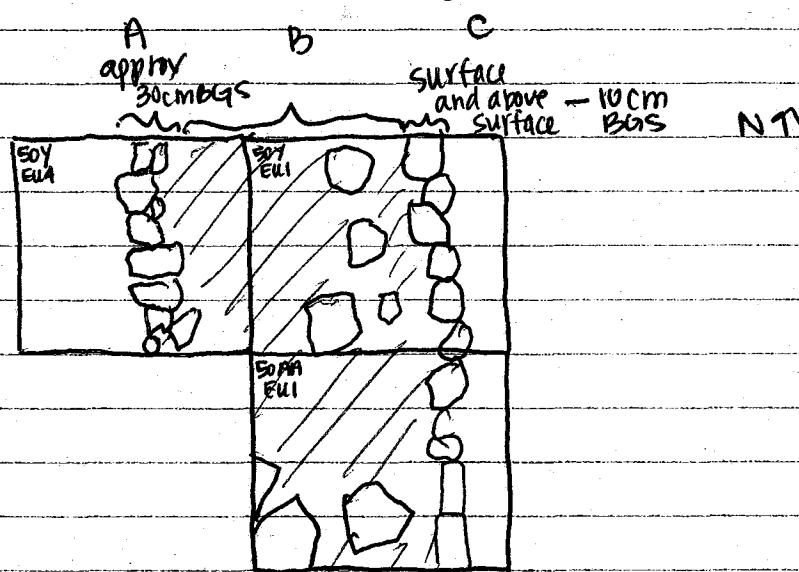 A
B
C
approx
30cmBGS
surface
and above
surface
— 10cm
BGS
N ↑
50Y
EU4
50Y
EU1
50AA
EU1